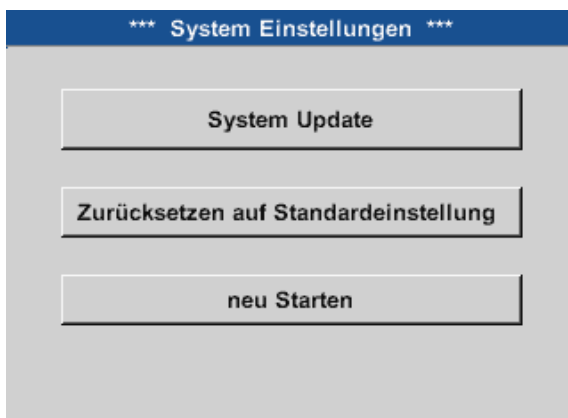 *** System Einstellungen ***
System Update
Zurücksetzen auf Standardeinstellung
neu Starten